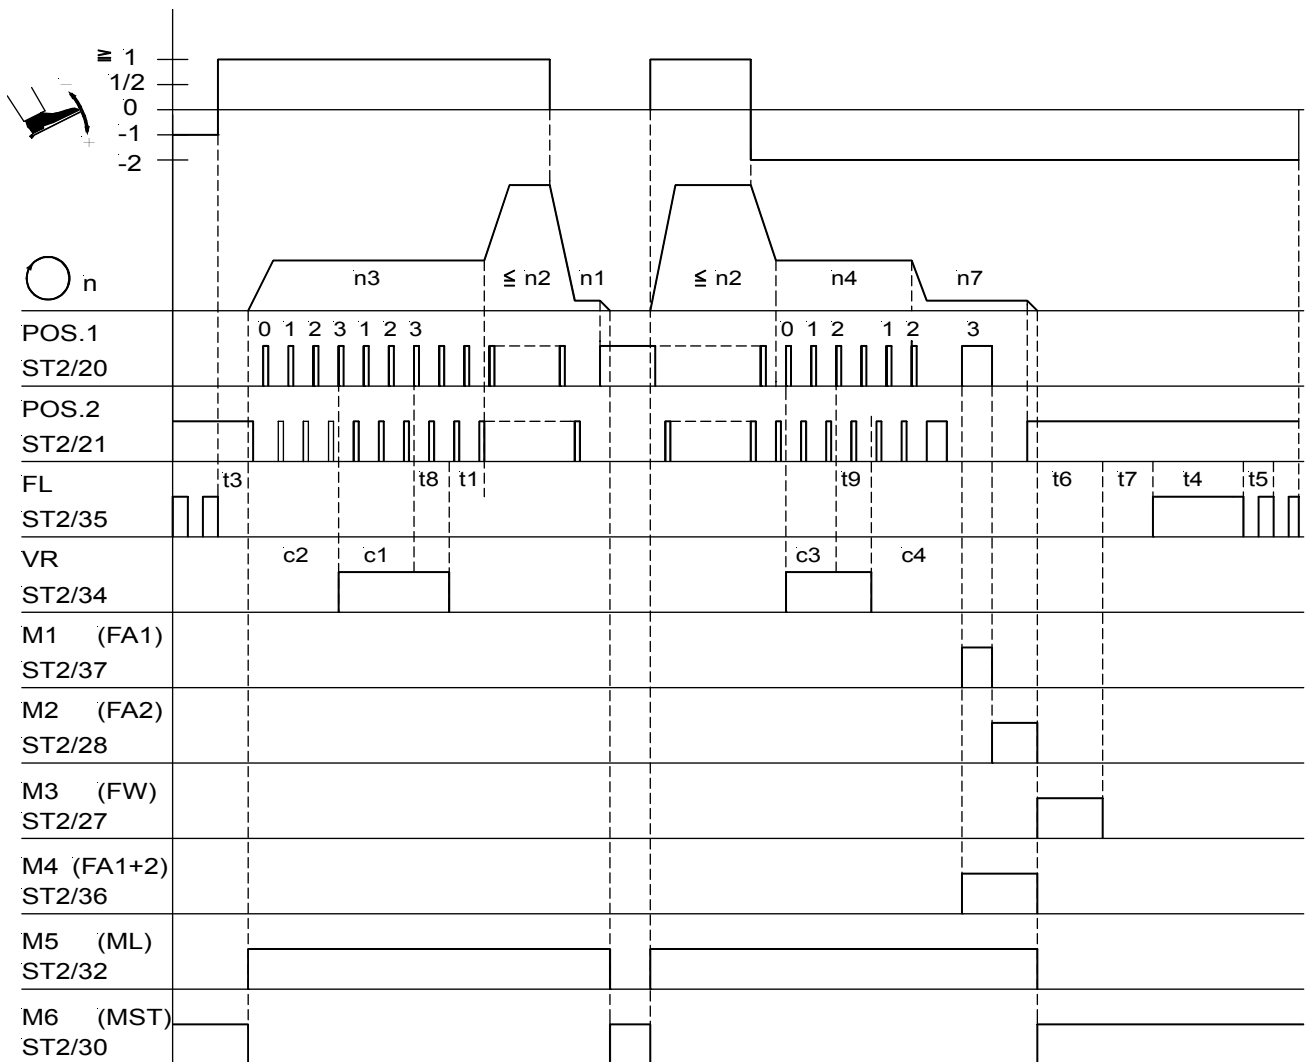 ≧ 1
1/2
0
-1
-2
−
+
n
n3
≦ n2
n1
≦ n2
n4
n7
POS.1
ST2/20
0 1 2 3 1 2 3
0 1 2 1 2 3
POS.2
ST2/21
FL
ST2/35
t3
t8
t1
t9
t6
t7
t4
t5
VR
ST2/34
c2
c1
c3
c4
M1 (FA1)
ST2/37
M2 (FA2)
ST2/28
M3 (FW)
ST2/27
M4 (FA1+2)
ST2/36
M5 (ML)
ST2/32
M6 (MST)
ST2/30